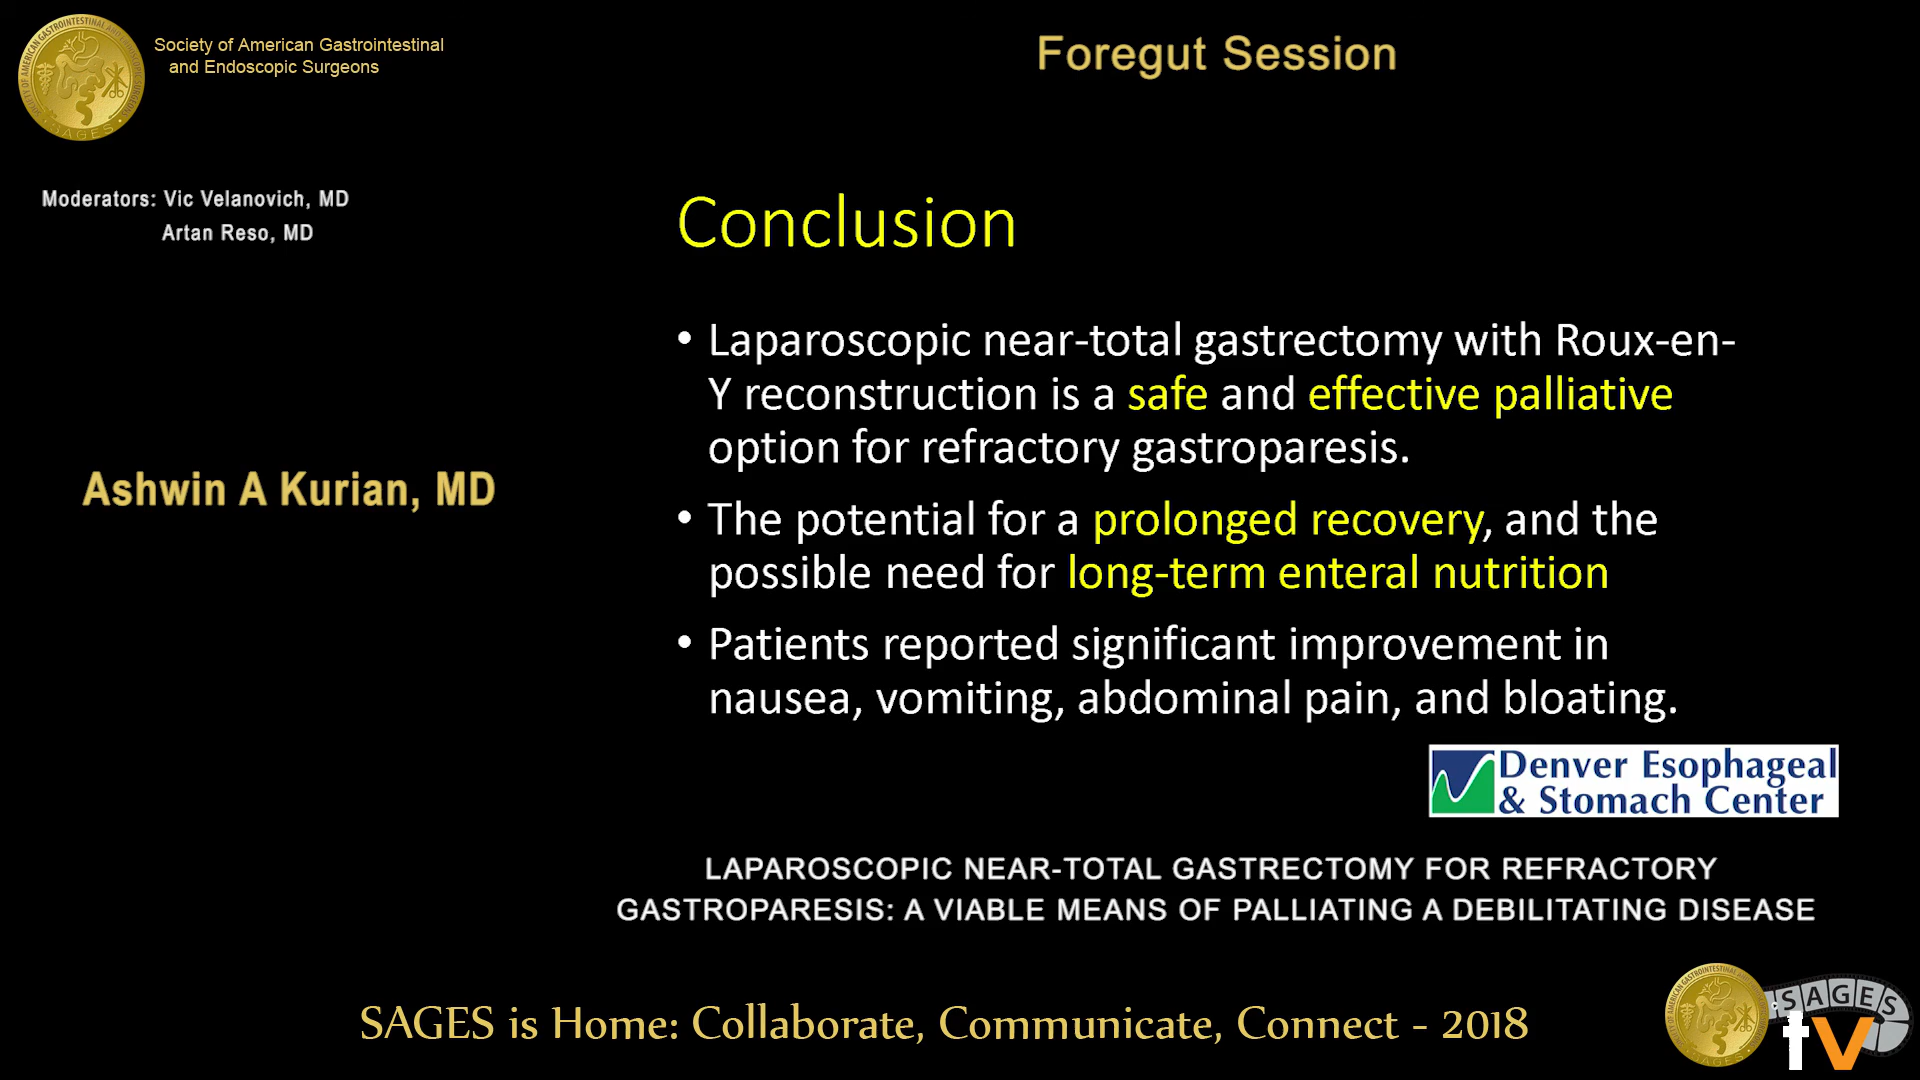 Society of American Gastrointestinal
and Endoscopic Surgeons
Foregut Session
Moderators: Vic Velanovich, MD
Artan Reso, MD
Conclusion
• Laparoscopic near-total gastrectomy with Roux-en-
Y reconstruction is a safe and effective palliative
option for refractory gastroparesis.
Ashwin A Kurian, MD
• The potential for a prolonged recovery, and the
possible need for long-term enteral nutrition
• Patients reported significant improvement in
nausea, vomiting, abdominal pain, and bloating.
Denver Esophageal
& Stomach Center
LAPAROSCOPIC NEAR-TOTAL GASTRECTOMY FOR REFRACTORY
GASTROPARESIS: A VIABLE MEANS OF PALLIATING A DEBILITATING DISEASE
SAGES is Home: Collaborate, Communicate, Connect - 2018
SAGES
tv